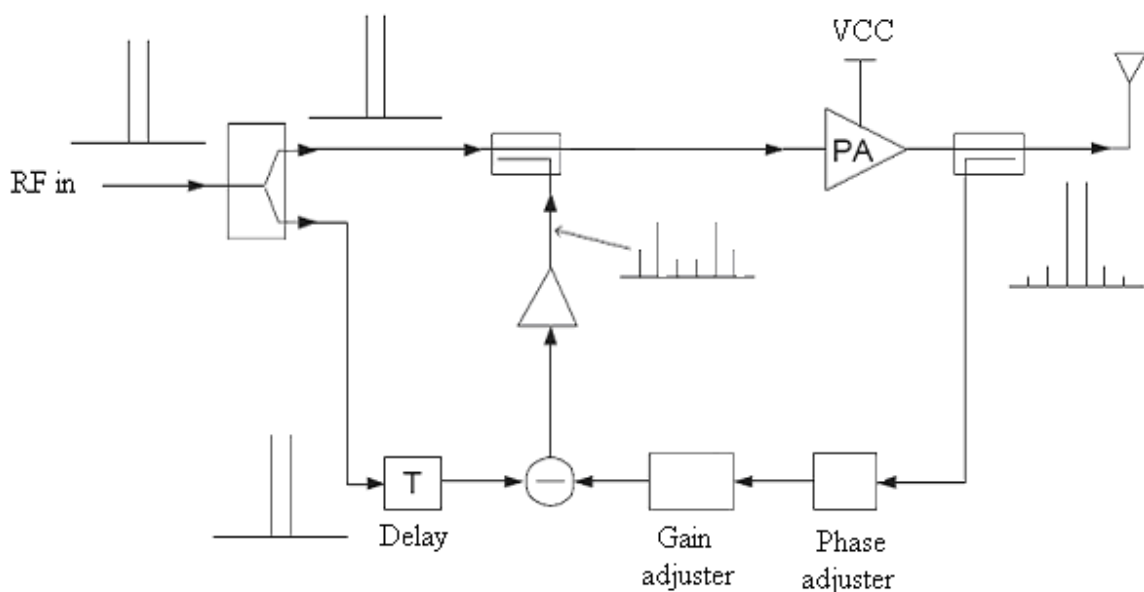 VCC
PA
RF in
T
Delay
Gain
adjuster
Phase
adjuster